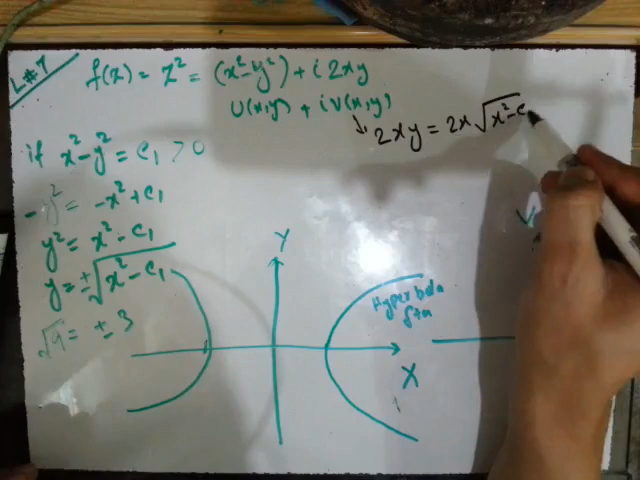 L#7
f(z) = z² = (x²-y²) + i 2xy
U(x,y) + iV(x,y)
↳ 2xy = 2x√x²-c
if x²-y² = c₁ > 0
-y² = -x²+c₁
y² = x²-c₁
y = ±√x²-c₁
√9 = ±3
Y
X